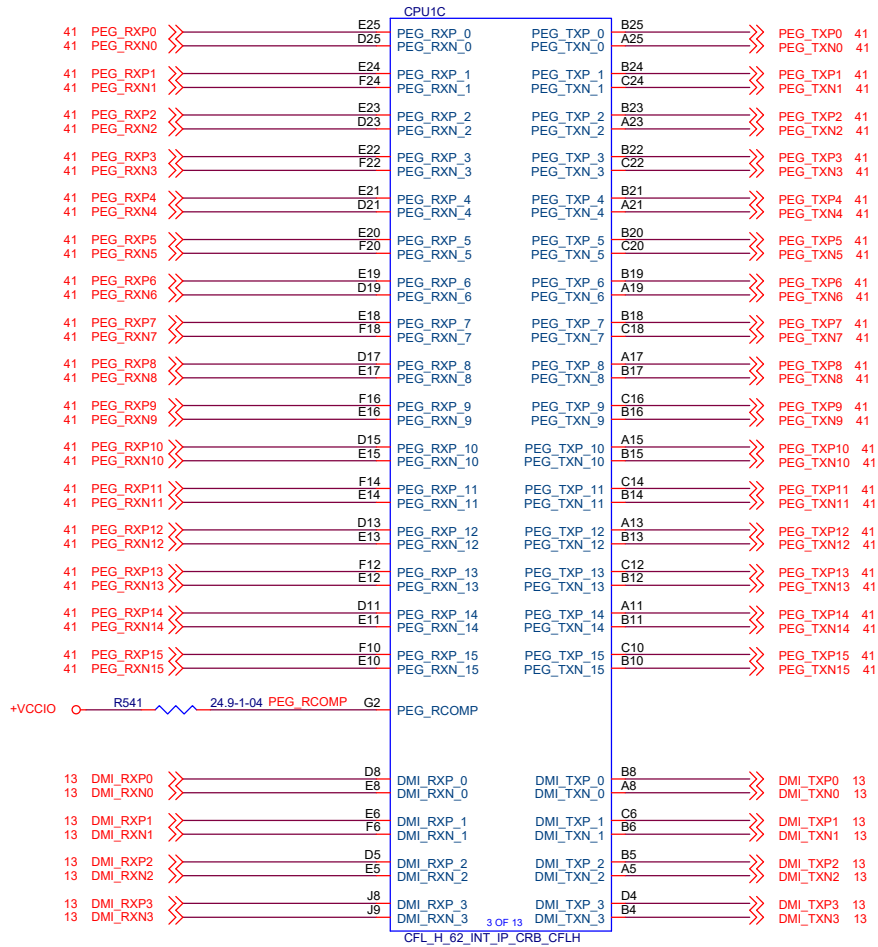 CPU1C
41 PEG_RXP0 E25 PEG_RXP_0 PEG_TXP_0 B25 PEG_TXP0 41
41 PEG_RXN0 D25 PEG_RXN_0 PEG_TXN_0 A25 PEG_TXN0 41
41 PEG_RXP1 E24 PEG_RXP_1 PEG_TXP_1 B24 PEG_TXP1 41
41 PEG_RXN1 F24 PEG_RXN_1 PEG_TXN_1 C24 PEG_TXN1 41
41 PEG_RXP2 E23 PEG_RXP_2 PEG_TXP_2 B23 PEG_TXP2 41
41 PEG_RXN2 D23 PEG_RXN_2 PEG_TXN_2 A23 PEG_TXN2 41
41 PEG_RXP3 E22 PEG_RXP_3 PEG_TXP_3 B22 PEG_TXP3 41
41 PEG_RXN3 F22 PEG_RXN_3 PEG_TXN_3 C22 PEG_TXN3 41
41 PEG_RXP4 E21 PEG_RXP_4 PEG_TXP_4 B21 PEG_TXP4 41
41 PEG_RXN4 D21 PEG_RXN_4 PEG_TXN_4 A21 PEG_TXN4 41
41 PEG_RXP5 E20 PEG_RXP_5 PEG_TXP_5 B20 PEG_TXP5 41
41 PEG_RXN5 F20 PEG_RXN_5 PEG_TXN_5 C20 PEG_TXN5 41
41 PEG_RXP6 E19 PEG_RXP_6 PEG_TXP_6 B19 PEG_TXP6 41
41 PEG_RXN6 D19 PEG_RXN_6 PEG_TXN_6 A19 PEG_TXN6 41
41 PEG_RXP7 E18 PEG_RXP_7 PEG_TXP_7 B18 PEG_TXP7 41
41 PEG_RXN7 F18 PEG_RXN_7 PEG_TXN_7 C18 PEG_TXN7 41
41 PEG_RXP8 D17 PEG_RXP_8 PEG_TXP_8 A17 PEG_TXP8 41
41 PEG_RXN8 E17 PEG_RXN_8 PEG_TXN_8 B17 PEG_TXN8 41
41 PEG_RXP9 F16 PEG_RXP_9 PEG_TXP_9 C16 PEG_TXP9 41
41 PEG_RXN9 E16 PEG_RXN_9 PEG_TXN_9 B16 PEG_TXN9 41
41 PEG_RXP10 D15 PEG_RXP_10 PEG_TXP_10 A15 PEG_TXP10 41
41 PEG_RXN10 E15 PEG_RXN_10 PEG_TXN_10 B15 PEG_TXN10 41
41 PEG_RXP11 F14 PEG_RXP_11 PEG_TXP_11 C14 PEG_TXP11 41
41 PEG_RXN11 E14 PEG_RXN_11 PEG_TXN_11 B14 PEG_TXN11 41
41 PEG_RXP12 D13 PEG_RXP_12 PEG_TXP_12 A13 PEG_TXP12 41
41 PEG_RXN12 E13 PEG_RXN_12 PEG_TXN_12 B13 PEG_TXN12 41
41 PEG_RXP13 F12 PEG_RXP_13 PEG_TXP_13 C12 PEG_TXP13 41
41 PEG_RXN13 E12 PEG_RXN_13 PEG_TXN_13 B12 PEG_TXN13 41
41 PEG_RXP14 D11 PEG_RXP_14 PEG_TXP_14 A11 PEG_TXP14 41
41 PEG_RXN14 E11 PEG_RXN_14 PEG_TXN_14 B11 PEG_TXN14 41
41 PEG_RXP15 F10 PEG_RXP_15 PEG_TXP_15 C10 PEG_TXP15 41
41 PEG_RXN15 E10 PEG_RXN_15 PEG_TXN_15 B10 PEG_TXN15 41
+VCCIO R541 24.9-1-04 PEG_RCOMP G2 PEG_RCOMP
13 DMI_RXP0 D8 DMI_RXP_0 DMI_TXP_0 B8 DMI_TXP0 13
13 DMI_RXN0 E8 DMI_RXN_0 DMI_TXN_0 A8 DMI_TXN0 13
13 DMI_RXP1 E6 DMI_RXP_1 DMI_TXP_1 C6 DMI_TXP1 13
13 DMI_RXN1 F6 DMI_RXN_1 DMI_TXN_1 B6 DMI_TXN1 13
13 DMI_RXP2 D5 DMI_RXP_2 DMI_TXP_2 B5 DMI_TXP2 13
13 DMI_RXN2 E5 DMI_RXN_2 DMI_TXN_2 A5 DMI_TXN2 13
13 DMI_RXP3 J8 DMI_RXP_3 DMI_TXP_3 D4 DMI_TXP3 13
13 DMI_RXN3 J9 DMI_RXN_3 3 OF 13 DMI_TXN_3 B4 DMI_TXN3 13
CFL_H_62_INT_IP_CRB_CFLH